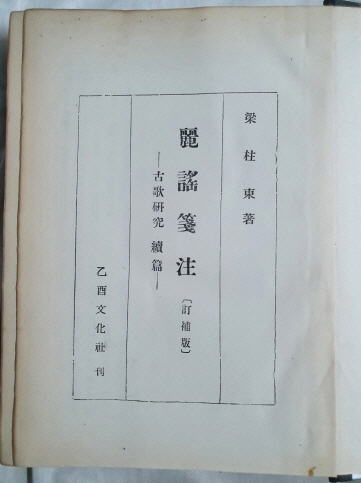 梁柱東著
麗謠箋注〔訂補版〕
—古歌硏究 續篇—
乙酉文化社刊